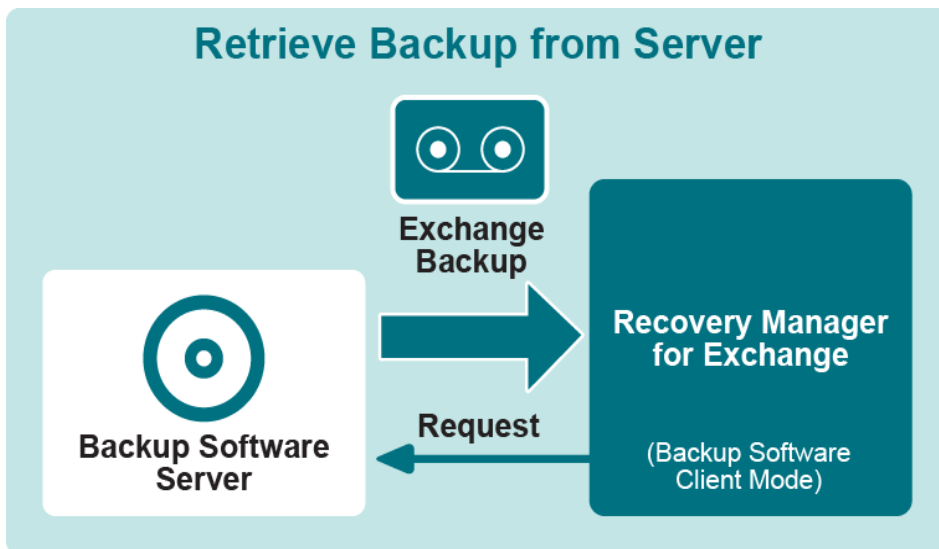 Retrieve Backup from Server
Exchange
Backup
Recovery Manager
for Exchange
Request
Backup Software
Server
(Backup Software
Client Mode)